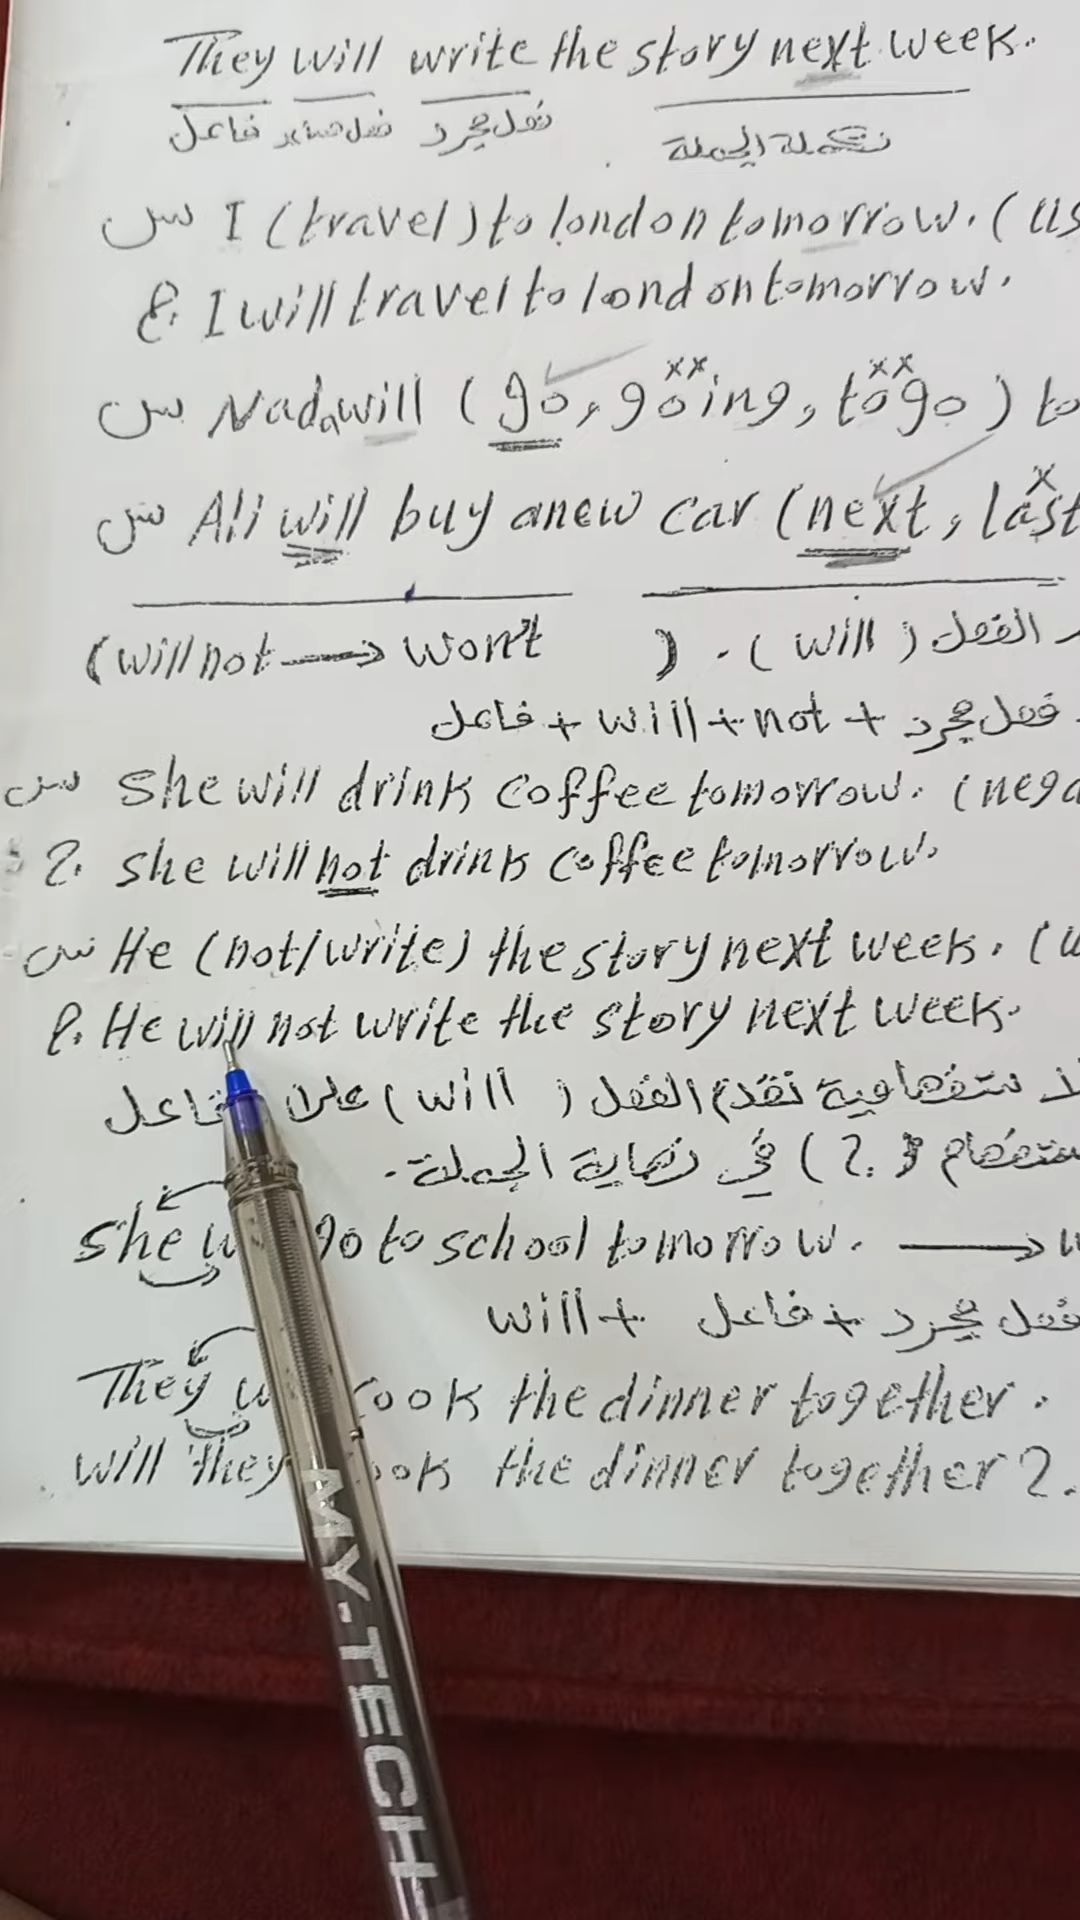 They will write the story next week.
فاعل فعل مساعد فعل مجرد تكملة الجملة
س I (travel) to london tomorrow. (us
ج. I will travel to london tomorrow.
س Nada will (go, going, to go) to
س Ali will buy anew car (next, last
(will not → won't ) . (will) الفعل
فاعل + will + not + فعل مجرد
س she will drink coffee tomorrow. (nega
2. she will not drink coffee tomorrow.
س He (not/write) the story next week. (u
ج. He will not write the story next week.
نقدم الفعل (will) على
?) في نهاية الجملة.
she go to school tomorrow. →
will + فاعل + فعل مجرد
They the dinner together.
will they the dinner together?.
MY-TECH